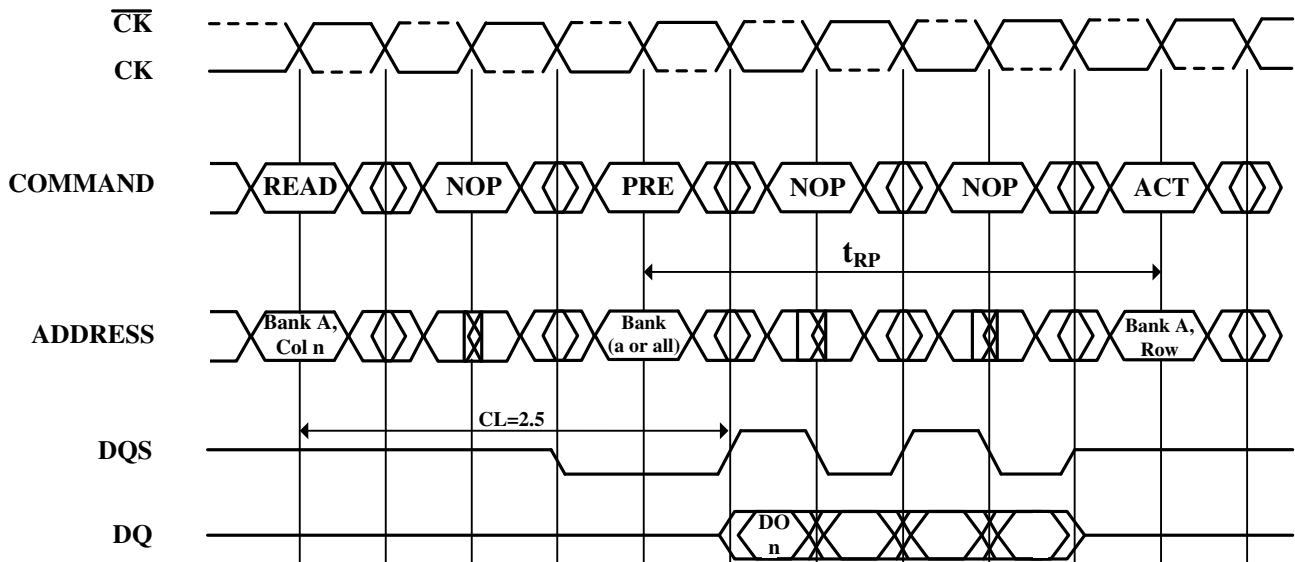 CK
CK
COMMAND
READ
NOP
PRE
NOP
NOP
ACT
tRP
ADDRESS
Bank A,
Col n
Bank
(a or all)
Bank A,
Row
CL=2.5
DQS
DQ
DO
n